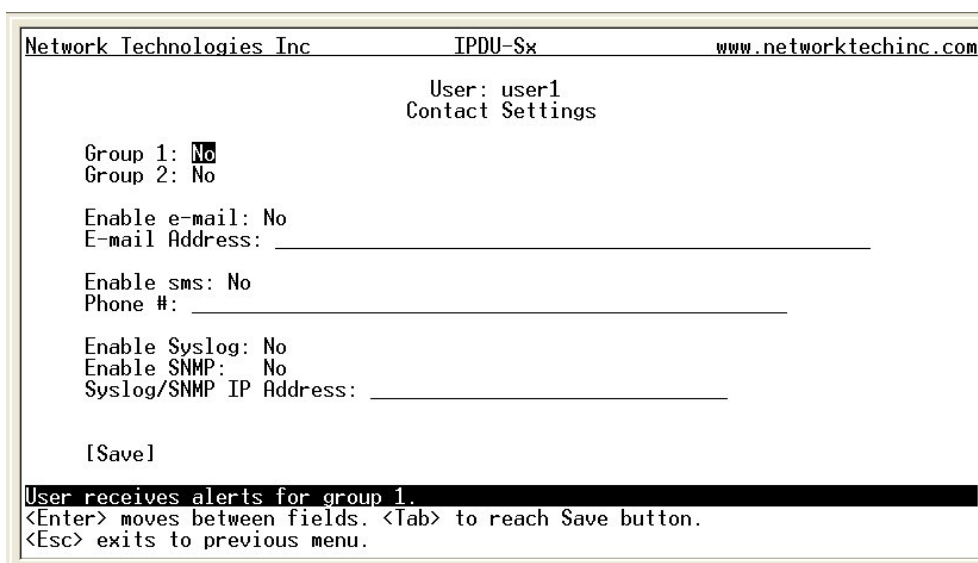 Network Technologies Inc IPDU-Sx www.networktechinc.com
User: user1
Contact Settings
Group 1: No
Group 2: No
Enable e-mail: No
E-mail Address: ___
Enable sms: No
Phone #: ___
Enable Syslog: No
Enable SNMP: No
Syslog/SNMP IP Address: ___
[Save]
User receives alerts for group 1.
<Enter> moves between fields. <Tab> to reach Save button.
<Esc> exits to previous menu.